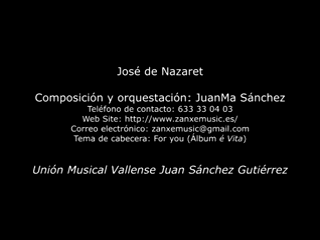 José de Nazaret
Composición y orquestación: JuanMa Sánchez
Teléfono de contacto: 633 33 04 03
Web Site: http://www.zanxemusic.es/
Correo electrónico: zanxemusic@gmail.com
Tema de cabecera: For you (Álbum é Vita)
Unión Musical Vallense Juan Sánchez Gutiérrez